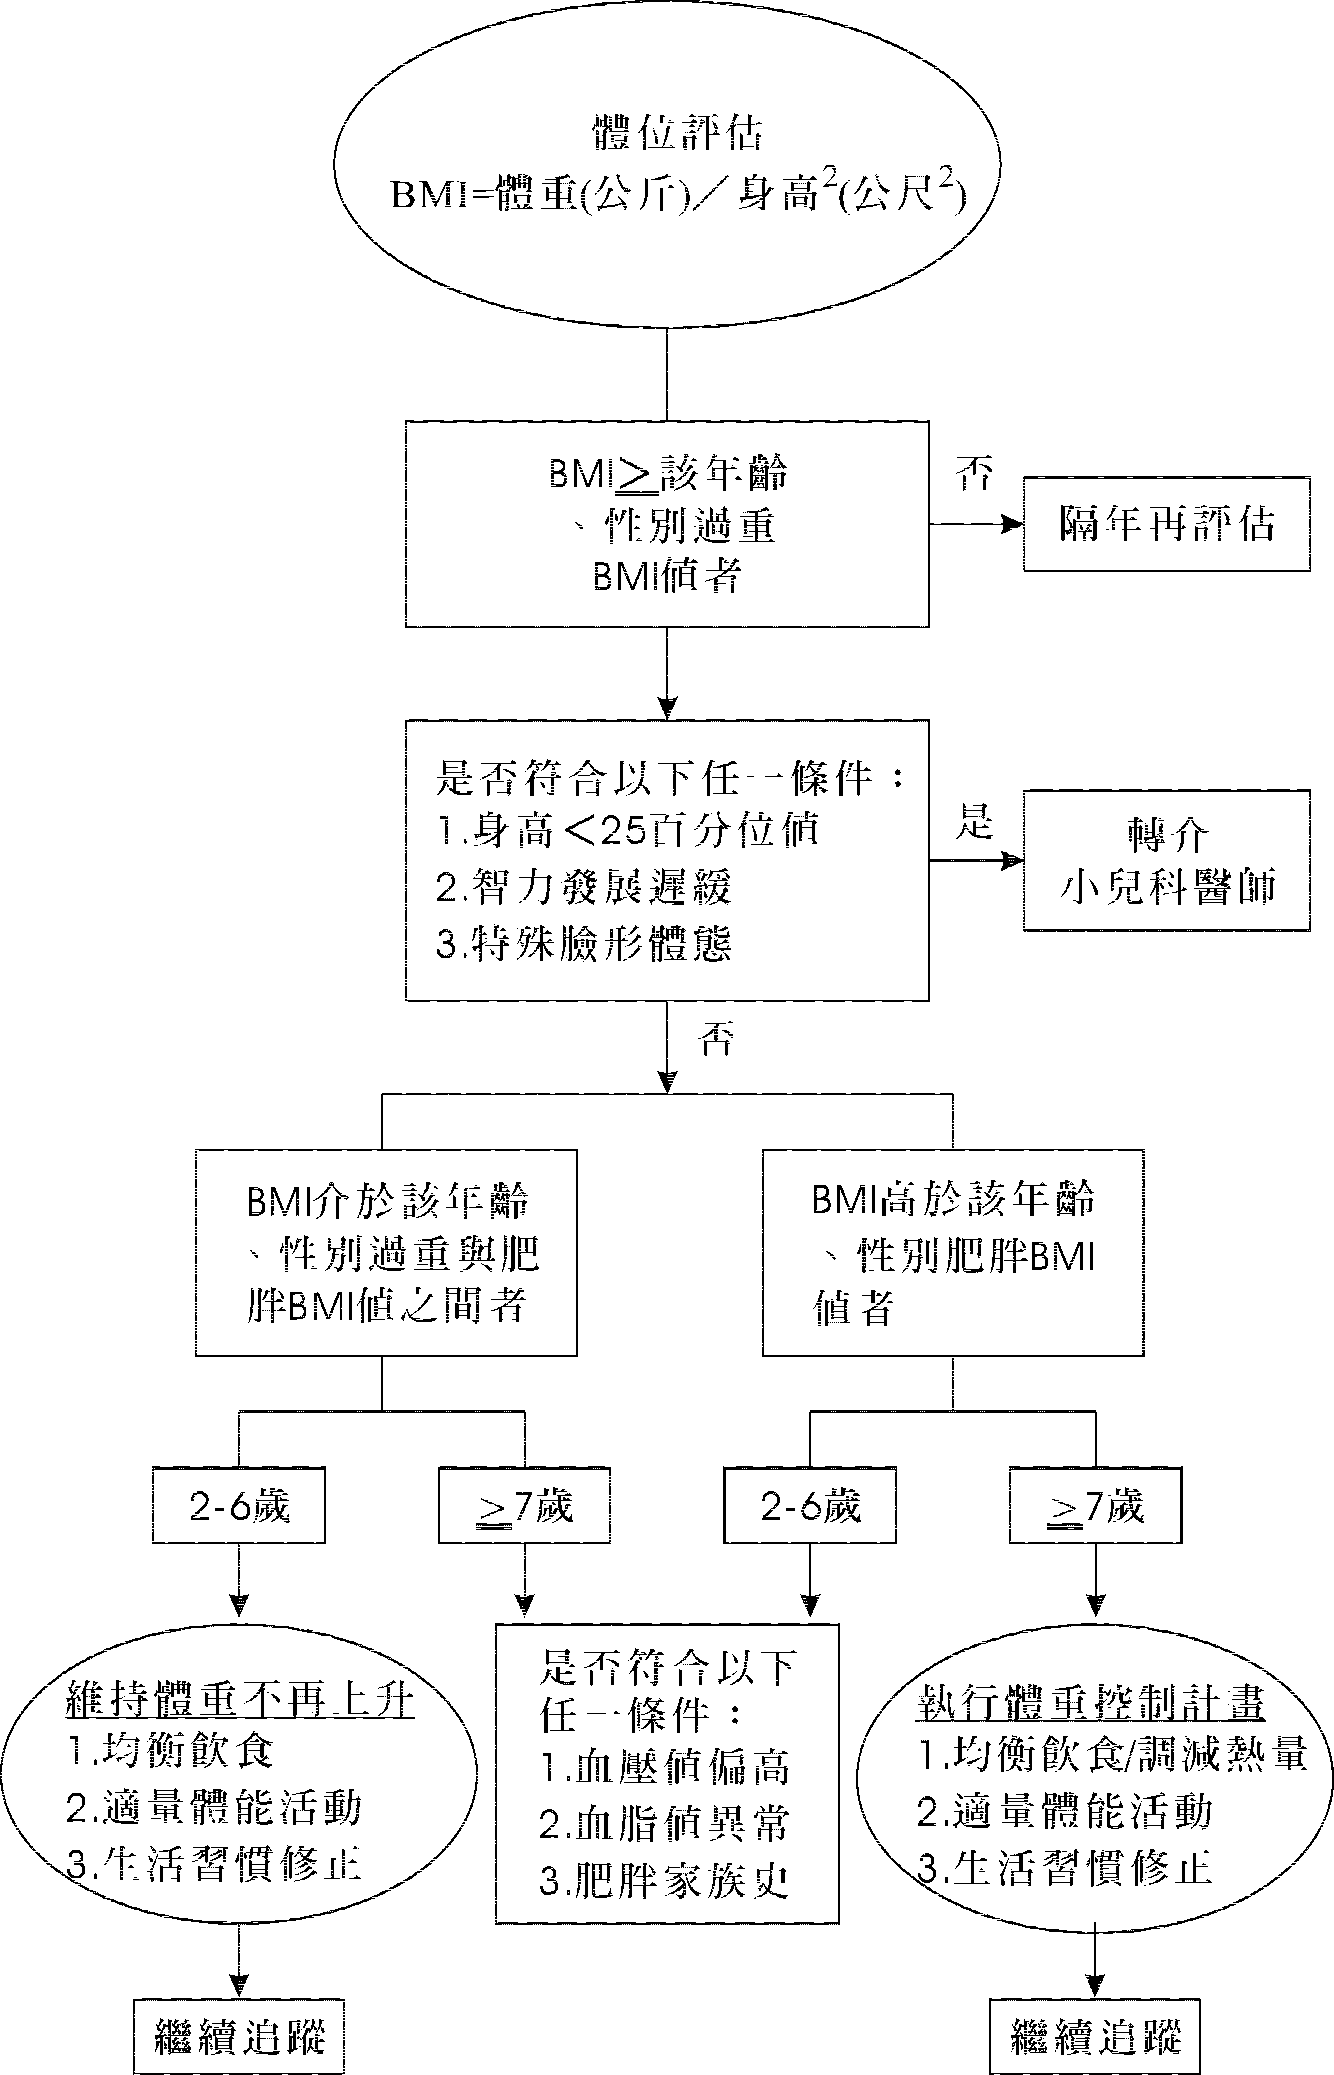 體位評估
BMI=體重(公斤)／身高²(公尺²)
BMI≧該年齡
、性別過重
BMI值者
否
隔年再評估
是否符合以下任一條件：
1.身高＜25百分位值
2.智力發展遲緩
3.特殊臉形體態
是
轉介
小兒科醫師
否
BMI介於該年齡
、性別過重與肥
胖BMI值之間者
BMI高於該年齡
、性別肥胖BMI
值者
2-6歲
≧7歲
2-6歲
≧7歲
維持體重不再上升
1.均衡飲食
2.適量體能活動
3.生活習慣修正
是否符合以下
任一條件：
1.血壓值偏高
2.血脂值異常
3.肥胖家族史
執行體重控制計畫
1.均衡飲食/調減熱量
2.適量體能活動
3.生活習慣修正
繼續追蹤
繼續追蹤